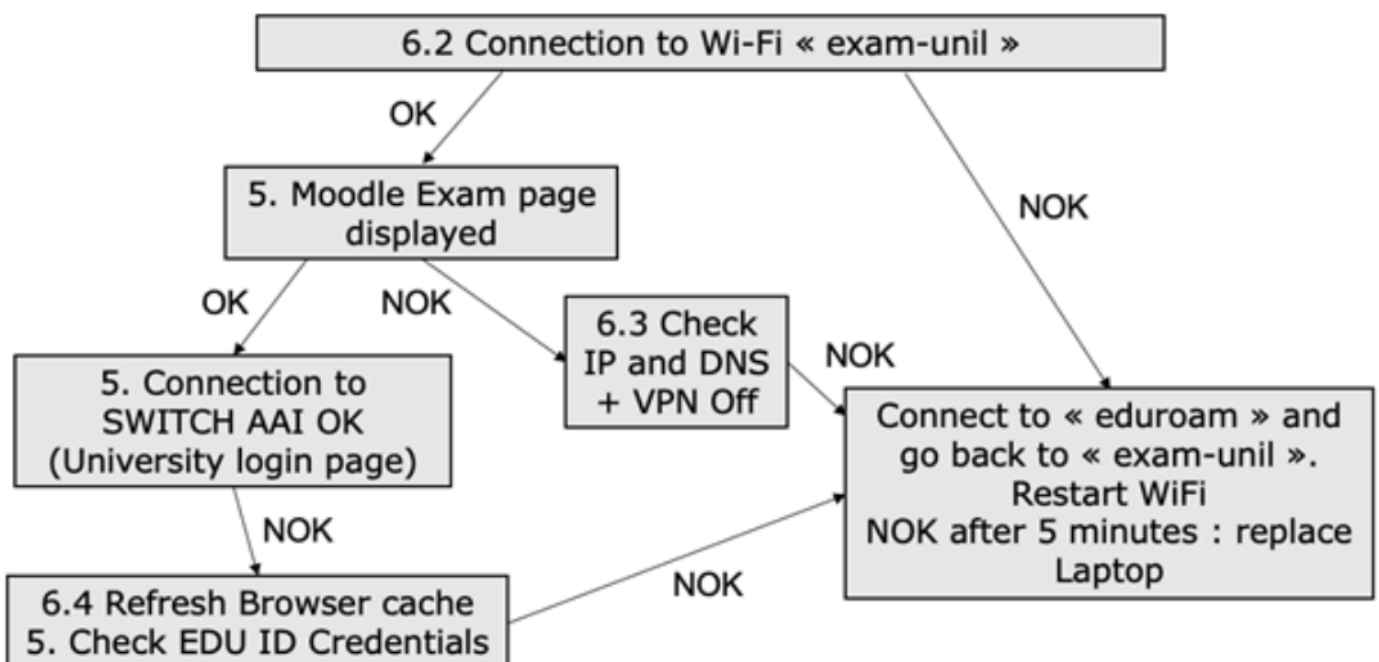 6.2 Connection to Wi-Fi « exam-unil »
OK
5. Moodle Exam page
displayed
NOK
OK
NOK
6.3 Check
IP and DNS
+ VPN Off
NOK
5. Connection to
SWITCH AAI OK
(University login page)
Connect to « eduroam » and
go back to « exam-unil ».
Restart WiFi
NOK after 5 minutes : replace
Laptop
NOK
NOK
6.4 Refresh Browser cache
5. Check EDU ID Credentials